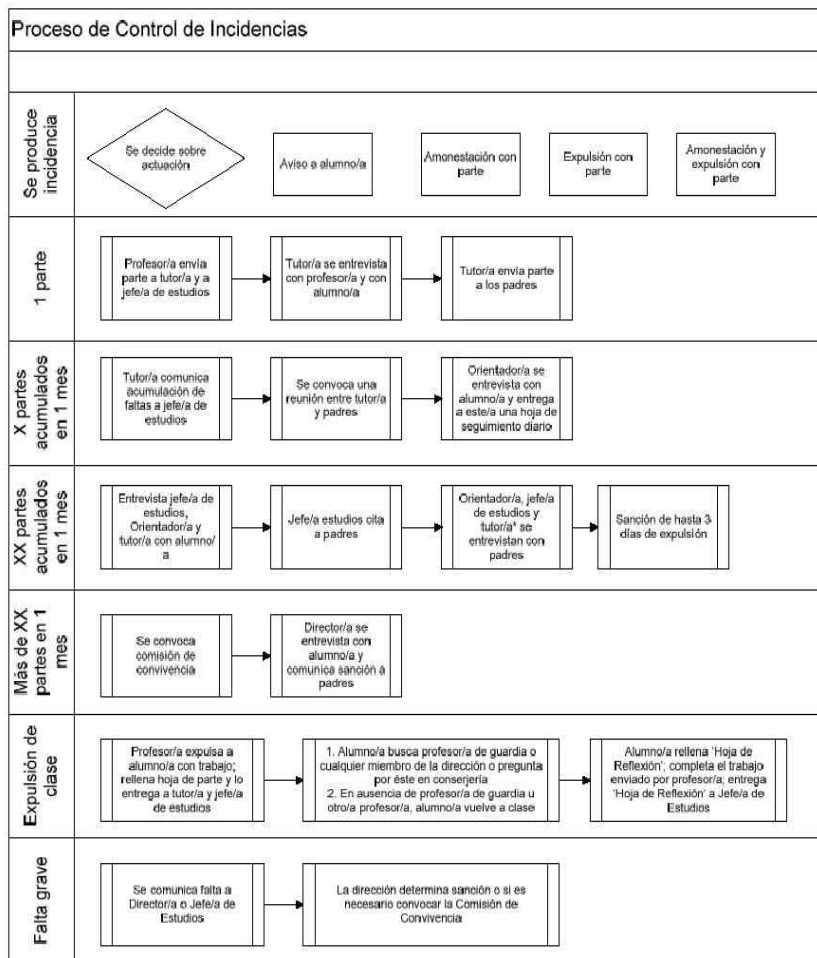 Proceso de Control de Incidencias
Se produce
incidencia
Se decide sobre
actuación
Aviso a alumno/a
Amonestación con
parte
Expulsión con
parte
Amonestación y
expulsión con parte
1 parte
Profesor/a envía
parte a tutor/a y a
jefe/a de estudios
Tutor/a se entrevista
con profesor/a y con
alumno/a
Tutor/a envía parte
a los padres
X partes
acumulados
en 1 mes
Tutor/a comunica
acumulación de
faltas a jefe/a de
estudios
Se convoca una
reunión entre tutor/a
y padres
Orientador/a se
entrevista con
alumno/a y entrega
a este/a una hoja de
seguimiento diario
XX partes
acumulados
en 1 mes
Entrevista jefe/a de
estudios,
Orientador/a y
tutor/a con alumno/
a
Jefe/a estudios cita
a padres
Orientador/a, jefe/a
de estudios y
tutor/a* se
entrevistan con
padres
Sanción de hasta 3
días de expulsión
Más de XX
partes en 1
mes
Se convoca
comisión de
convivencia
Director/a se
entrevista con
alumno/a y
comunica sanción a
padres
Expulsión de
clase
Profesor/a expulsa a
alumno/a con trabajo;
rellena hoja de parte y lo
entrega a tutor/a y jefe/a
de estudios
1. Alumno/a busca profesor/a de guardia o
cualquier miembro de la dirección o pregunta
por éste en conserjería
2. En ausencia de profesor/a de guardia u
otro/a profesor/a, alumno/a vuelve a clase
Alumno/a rellena 'Hoja de
Reflexión'; completa el trabajo
enviado por profesor/a; entrega
'Hoja de Reflexión' a Jefe/a de
Estudios
Falta grave
Se comunica falta a
Director/a o Jefe/a de
Estudios
La dirección determina sanción o si es
necesario convocar la Comisión de
Convivencia